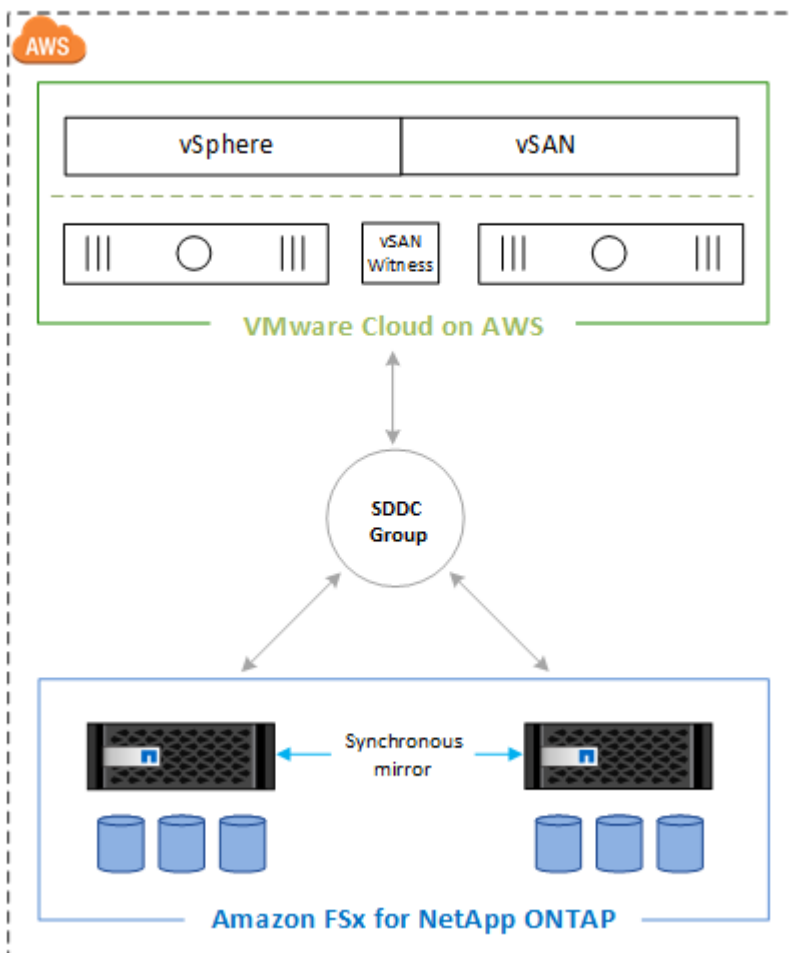 AWS
vSphere
vSAN
vSAN
Witness
VMware Cloud on AWS
SDDC
Group
Synchronous
mirror
Amazon FSx for NetApp ONTAP